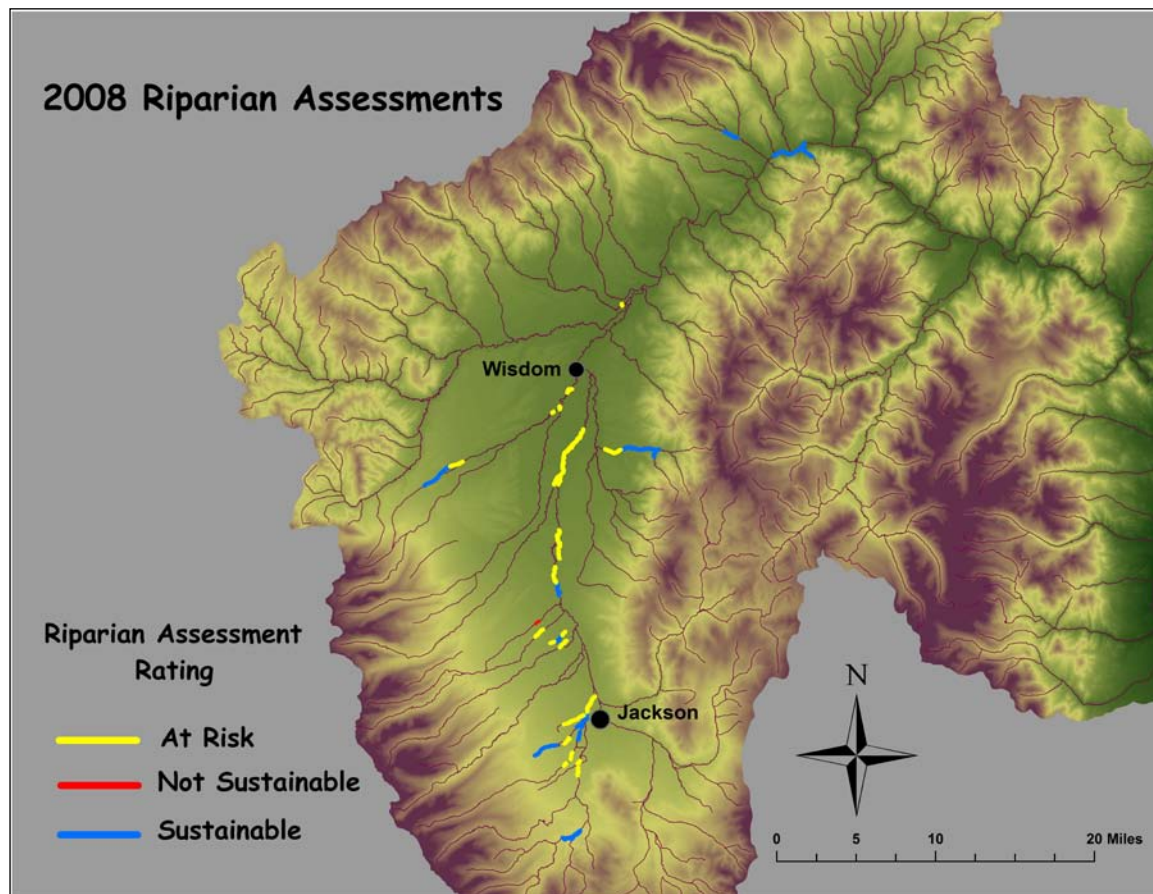 2008 Riparian Assessments
Wisdom
Jackson
Riparian Assessment
Rating
At Risk
Not Sustainable
Sustainable
N
0 5 10 20 Miles